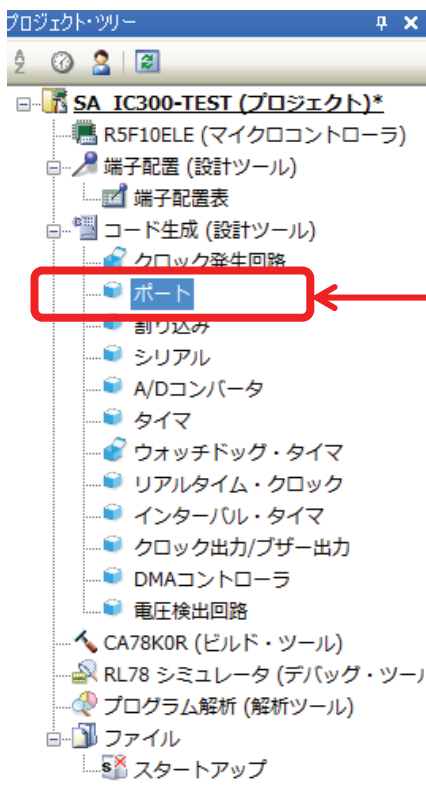 プロジェクト・ツリー
SA_IC300-TEST (プロジェクト)*
R5F10ELE (マイクロコントローラ)
端子配置 (設計ツール)
端子配置表
コード生成 (設計ツール)
クロック発生回路
ポート
割り込み
シリアル
A/Dコンバータ
タイマ
ウォッチドッグ・タイマ
リアルタイム・クロック
インターバル・タイマ
クロック出力/ブザー出力
DMAコントローラ
電圧検出回路
CA78K0R (ビルド・ツール)
RL78 シミュレータ (デバッグ・ツー
プログラム解析 (解析ツール)
ファイル
スタートアップ